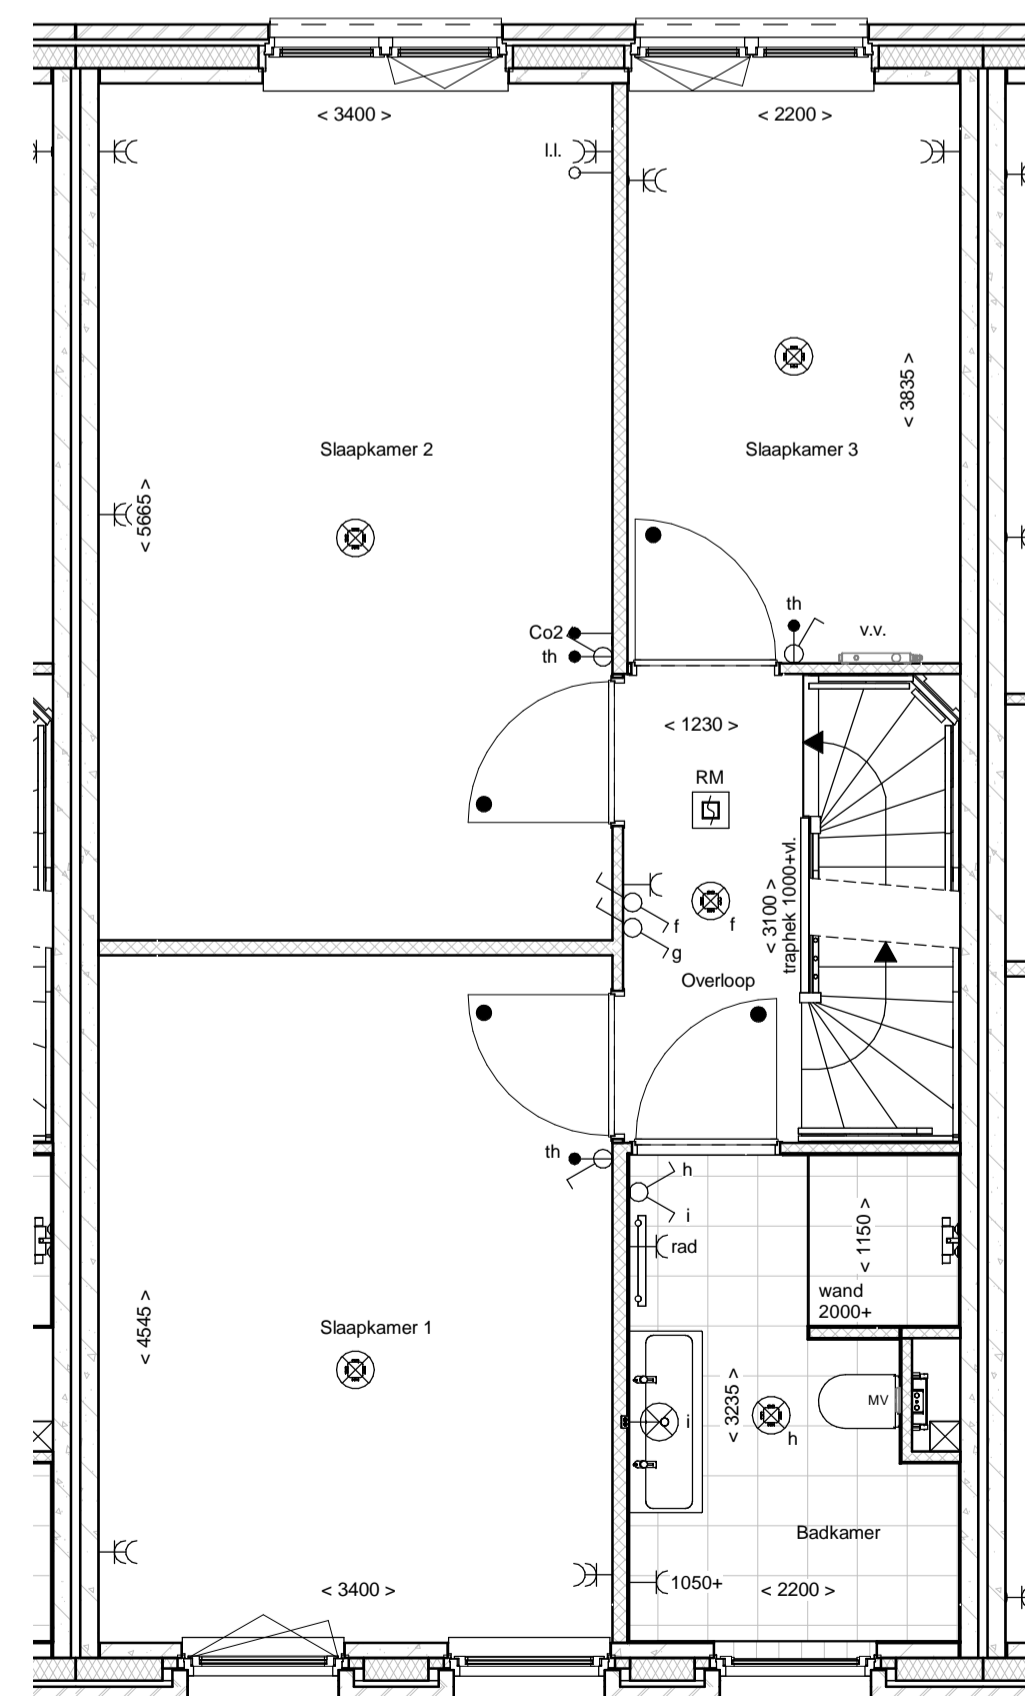 < 3400 >
< 2200 >
l.l.
< 3835 >
Slaapkamer 2
Slaapkamer 3
< 5665 >
th
v.v.
Co2
th
< 1230 >
RM
< 3100 >
traphek 1000+vl.
f
f
g
Overloop
th
h
i
rad
< 1150 >
wand
2000+
< 4545 >
Slaapkamer 1
< 3235 >
MV
i
h
Badkamer
1050+
< 3400 >
< 2200 >